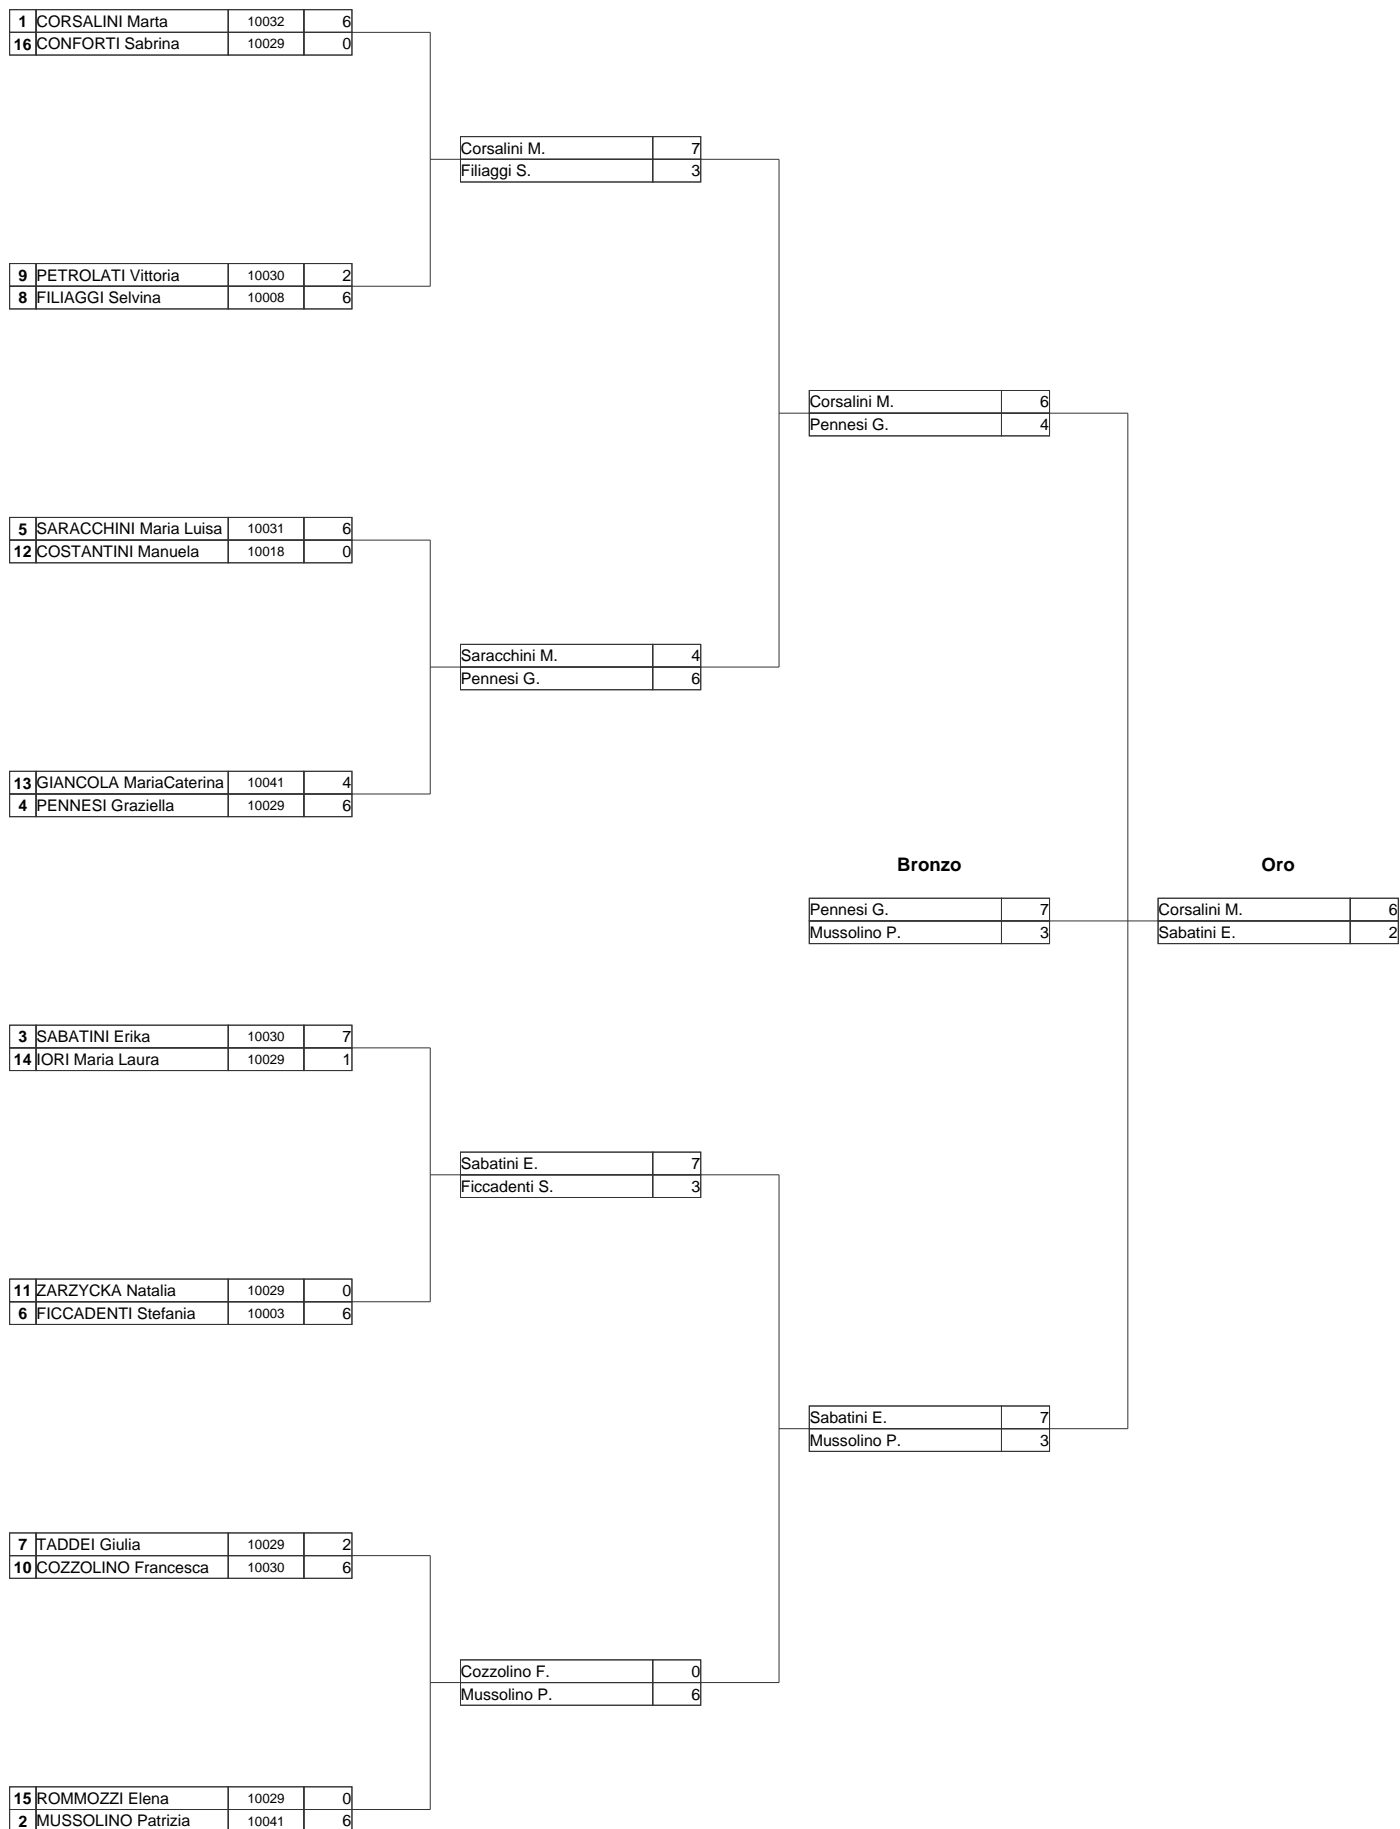 1 CORSALINI Marta 10032 6
16 CONFORTI Sabrina 10029 0
Corsalini M. 7
Filiaggi S. 3
9 PETROLATI Vittoria 10030 2
8 FILIAGGI Selvina 10008 6
Corsalini M. 6
Pennesi G. 4
5 SARACCHINI Maria Luisa 10031 6
12 COSTANTINI Manuela 10018 0
Saracchini M. 4
Pennesi G. 6
13 GIANCOLA MariaCaterina 10041 4
4 PENNESI Graziella 10029 6
Bronzo Oro
Pennesi G. 7 Corsalini M. 6
Mussolino P. 3 Sabatini E. 2
3 SABATINI Erika 10030 7
14 IORI Maria Laura 10029 1
Sabatini E. 7
Ficcadenti S. 3
11 ZARZYCKA Natalia 10029 0
6 FICCADENTI Stefania 10003 6
Sabatini E. 7
Mussolino P. 3
7 TADDEI Giulia 10029 2
10 COZZOLINO Francesca 10030 6
Cozzolino F. 0
Mussolino P. 6
15 ROMMOZZI Elena 10029 0
2 MUSSOLINO Patrizia 10041 6